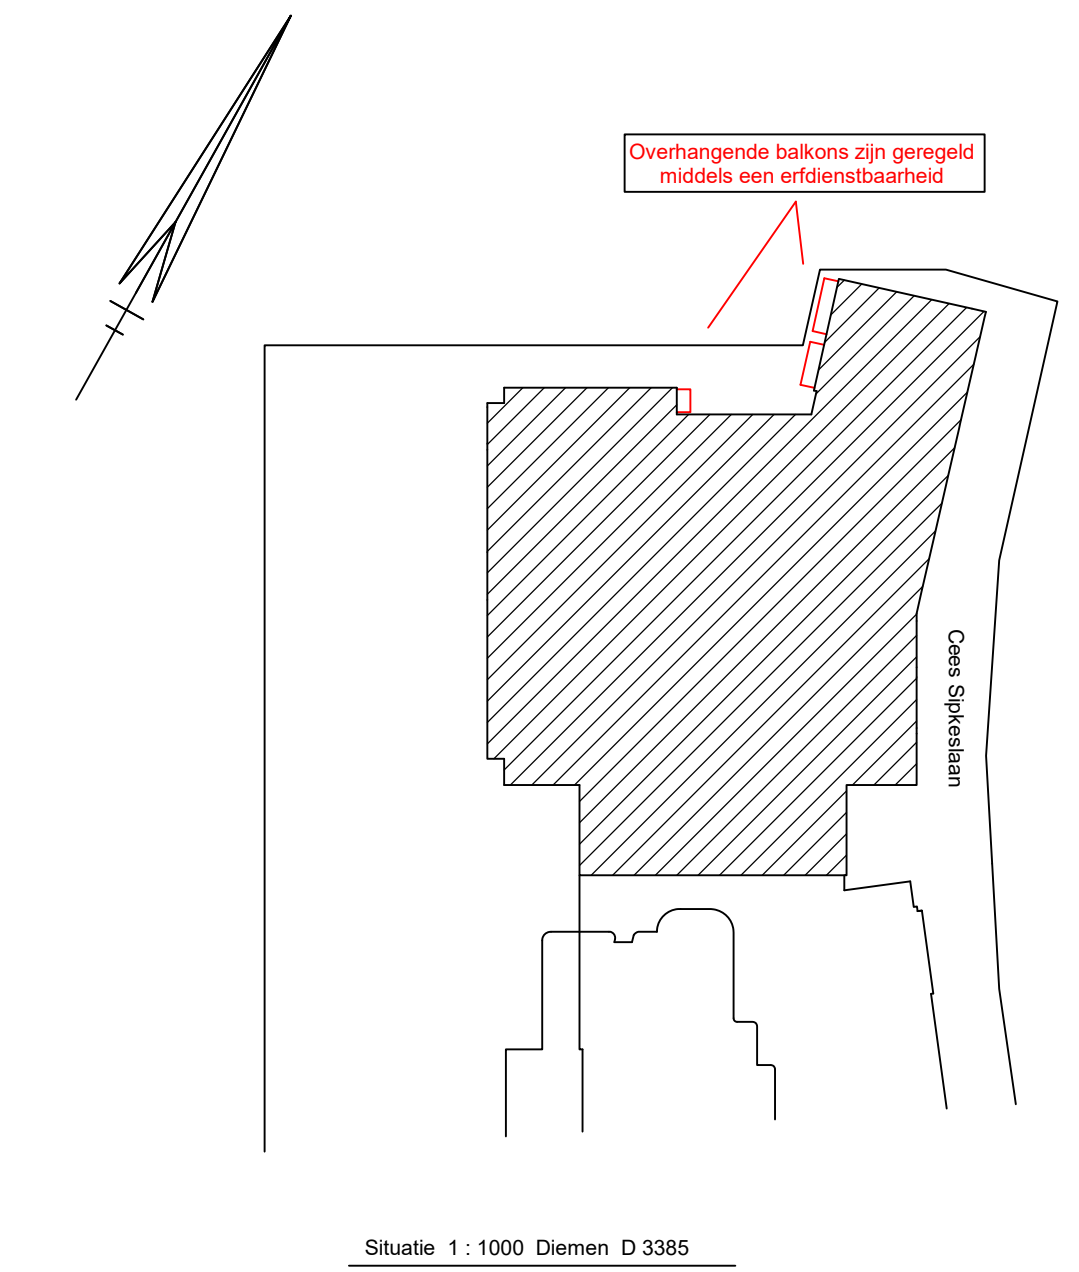 Overhangende balkons zijn geregeld
middels een erfdienstbaarheid
Cees Sipkeslaan
Situatie 1 : 1000 Diemen D 3385